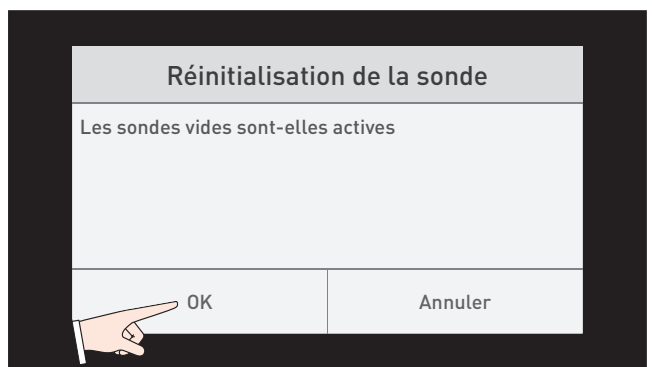 Réinitialisation de la sonde
Les sondes vides sont-elles actives
OK
Annuler